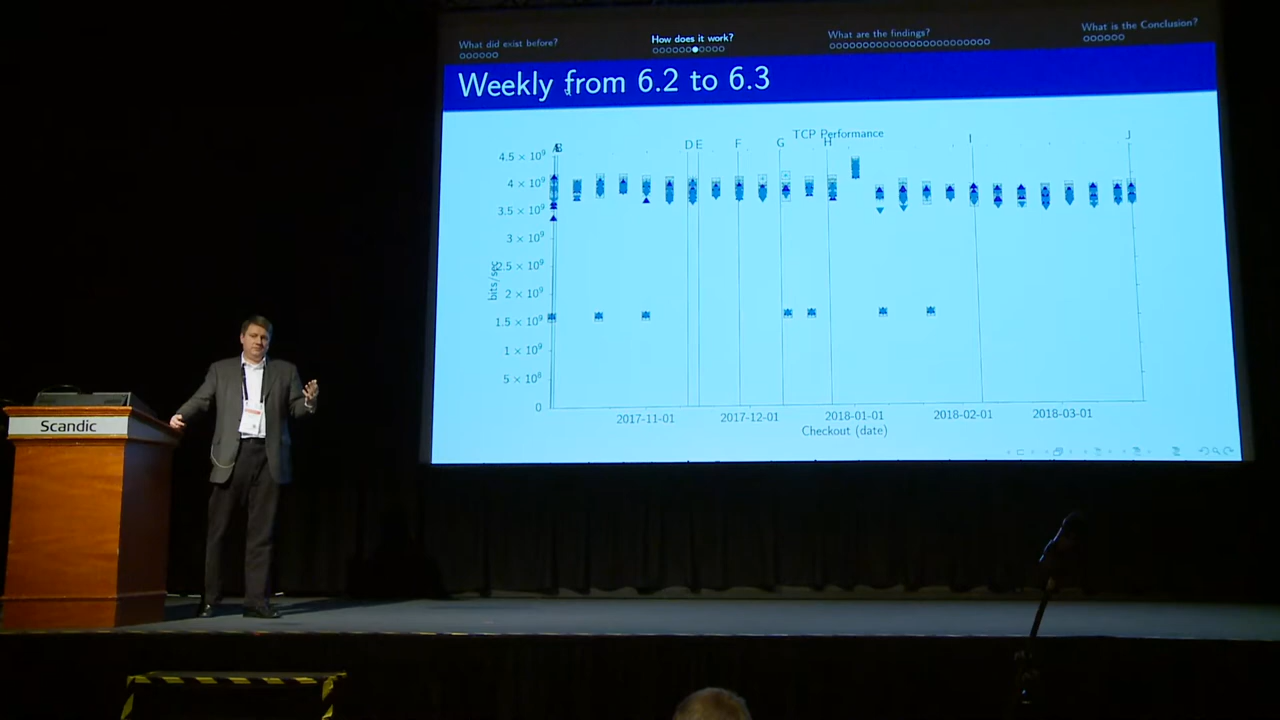 What did exist before?
How does it work?
What are the findings?
What is the Conclusion?
Weekly from 6.2 to 6.3
TCP Performance
D E F G H I J
4.5 × 10⁹
4 × 10⁹
3.5 × 10⁹
3 × 10⁹
2.5 × 10⁹
2 × 10⁹
1.5 × 10⁹
1 × 10⁹
5 × 10⁸
0
bits/sec
2017-11-01 2017-12-01 2018-01-01 2018-02-01 2018-03-01
Checkout (date)
Scandic